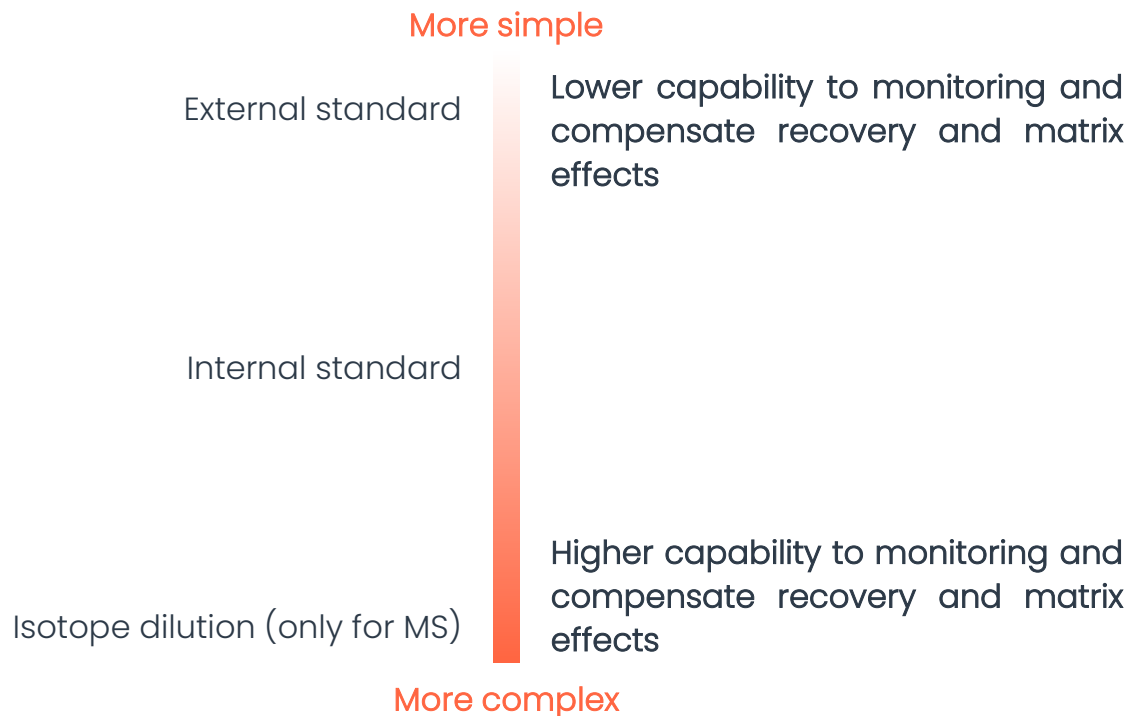 More simple
External standard
Lower capability to monitoring and
compensate recovery and matrix
effects
Internal standard
Higher capability to monitoring and
compensate recovery and matrix
effects
Isotope dilution (only for MS)
More complex